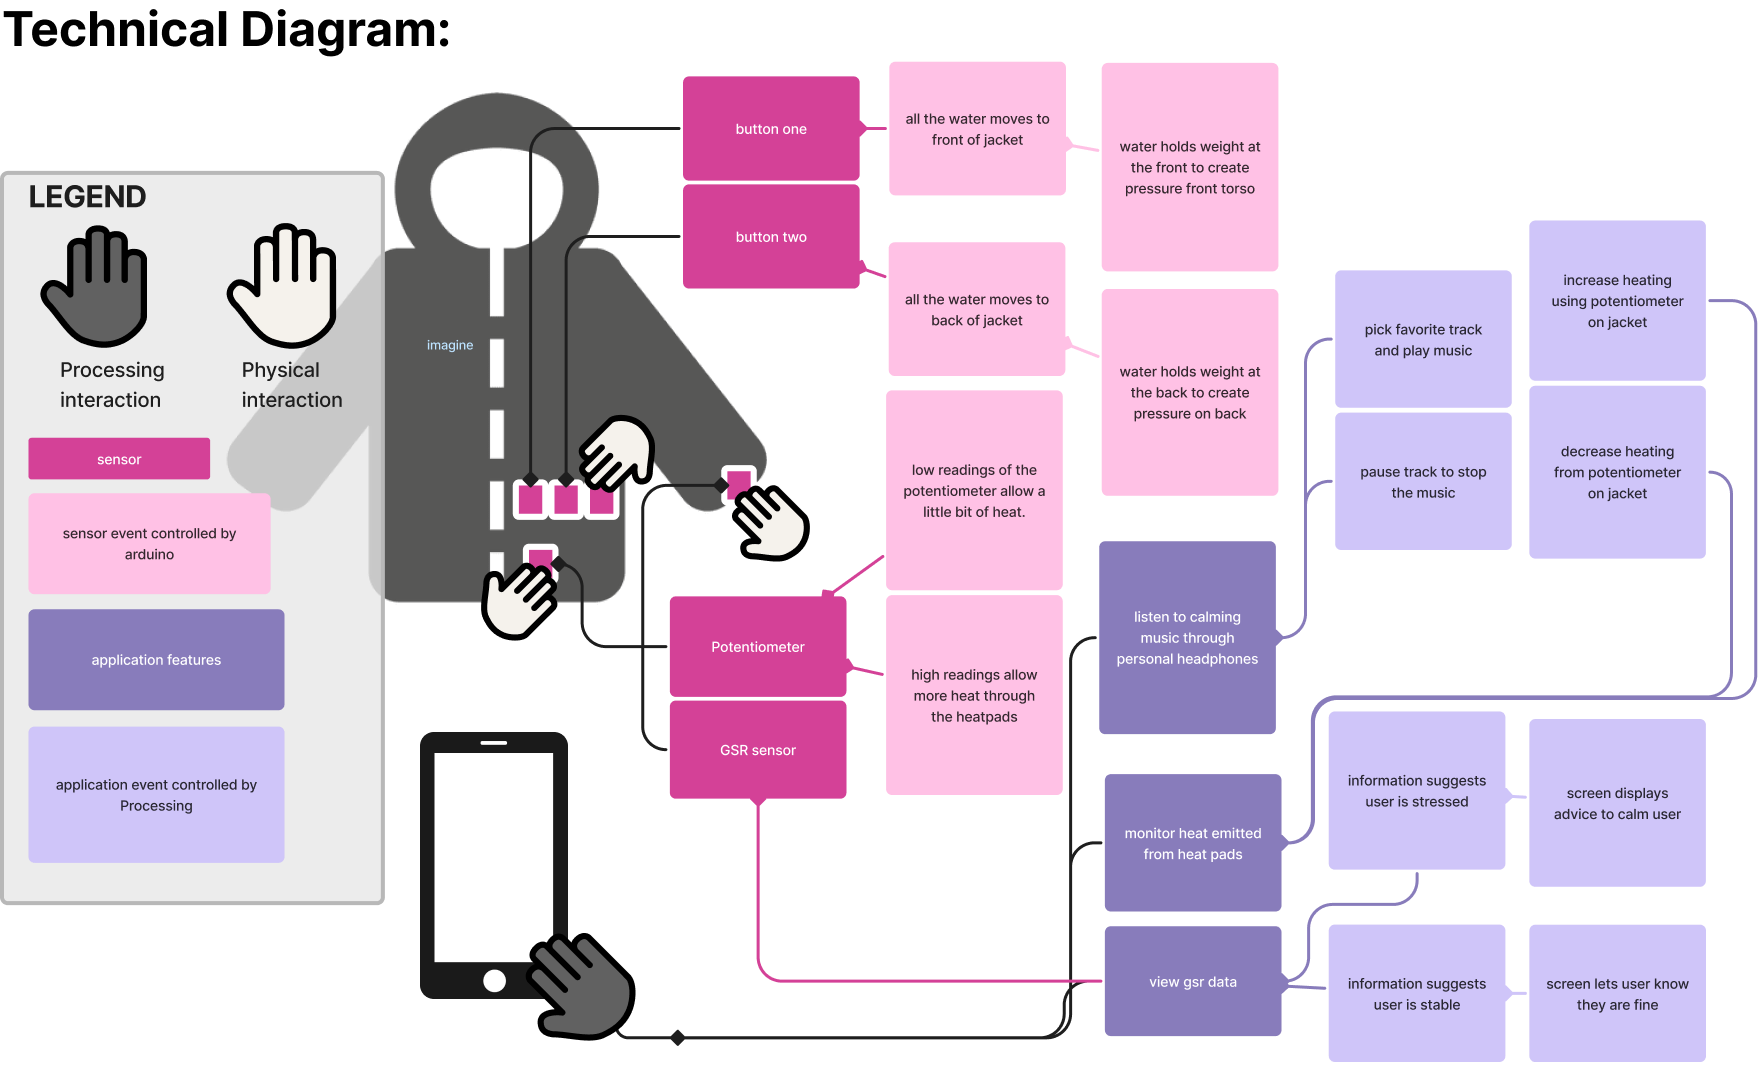 Technical Diagram:
LEGEND
Processing
interaction
Physical
interaction
sensor
sensor event controlled by
arduino
application features
application event controlled by
Processing
imagine
button one
button two
all the water moves to
front of jacket
water holds weight at
the front to create
pressure front torso
all the water moves to
back of jacket
water holds weight at
the back to create
pressure on back
low readings of the
potentiometer allow a
little bit of heat.
Potentiometer
high readings allow
more heat through
the heatpads
GSR sensor
listen to calming
music through
personal headphones
pick favorite track
and play music
pause track to stop
the music
increase heating
using potentiometer
on jacket
decrease heating
from potentiometer
on jacket
monitor heat emitted
from heat pads
view gsr data
information suggests
user is stressed
screen displays
advice to calm user
information suggests
user is stable
screen lets user know
they are fine